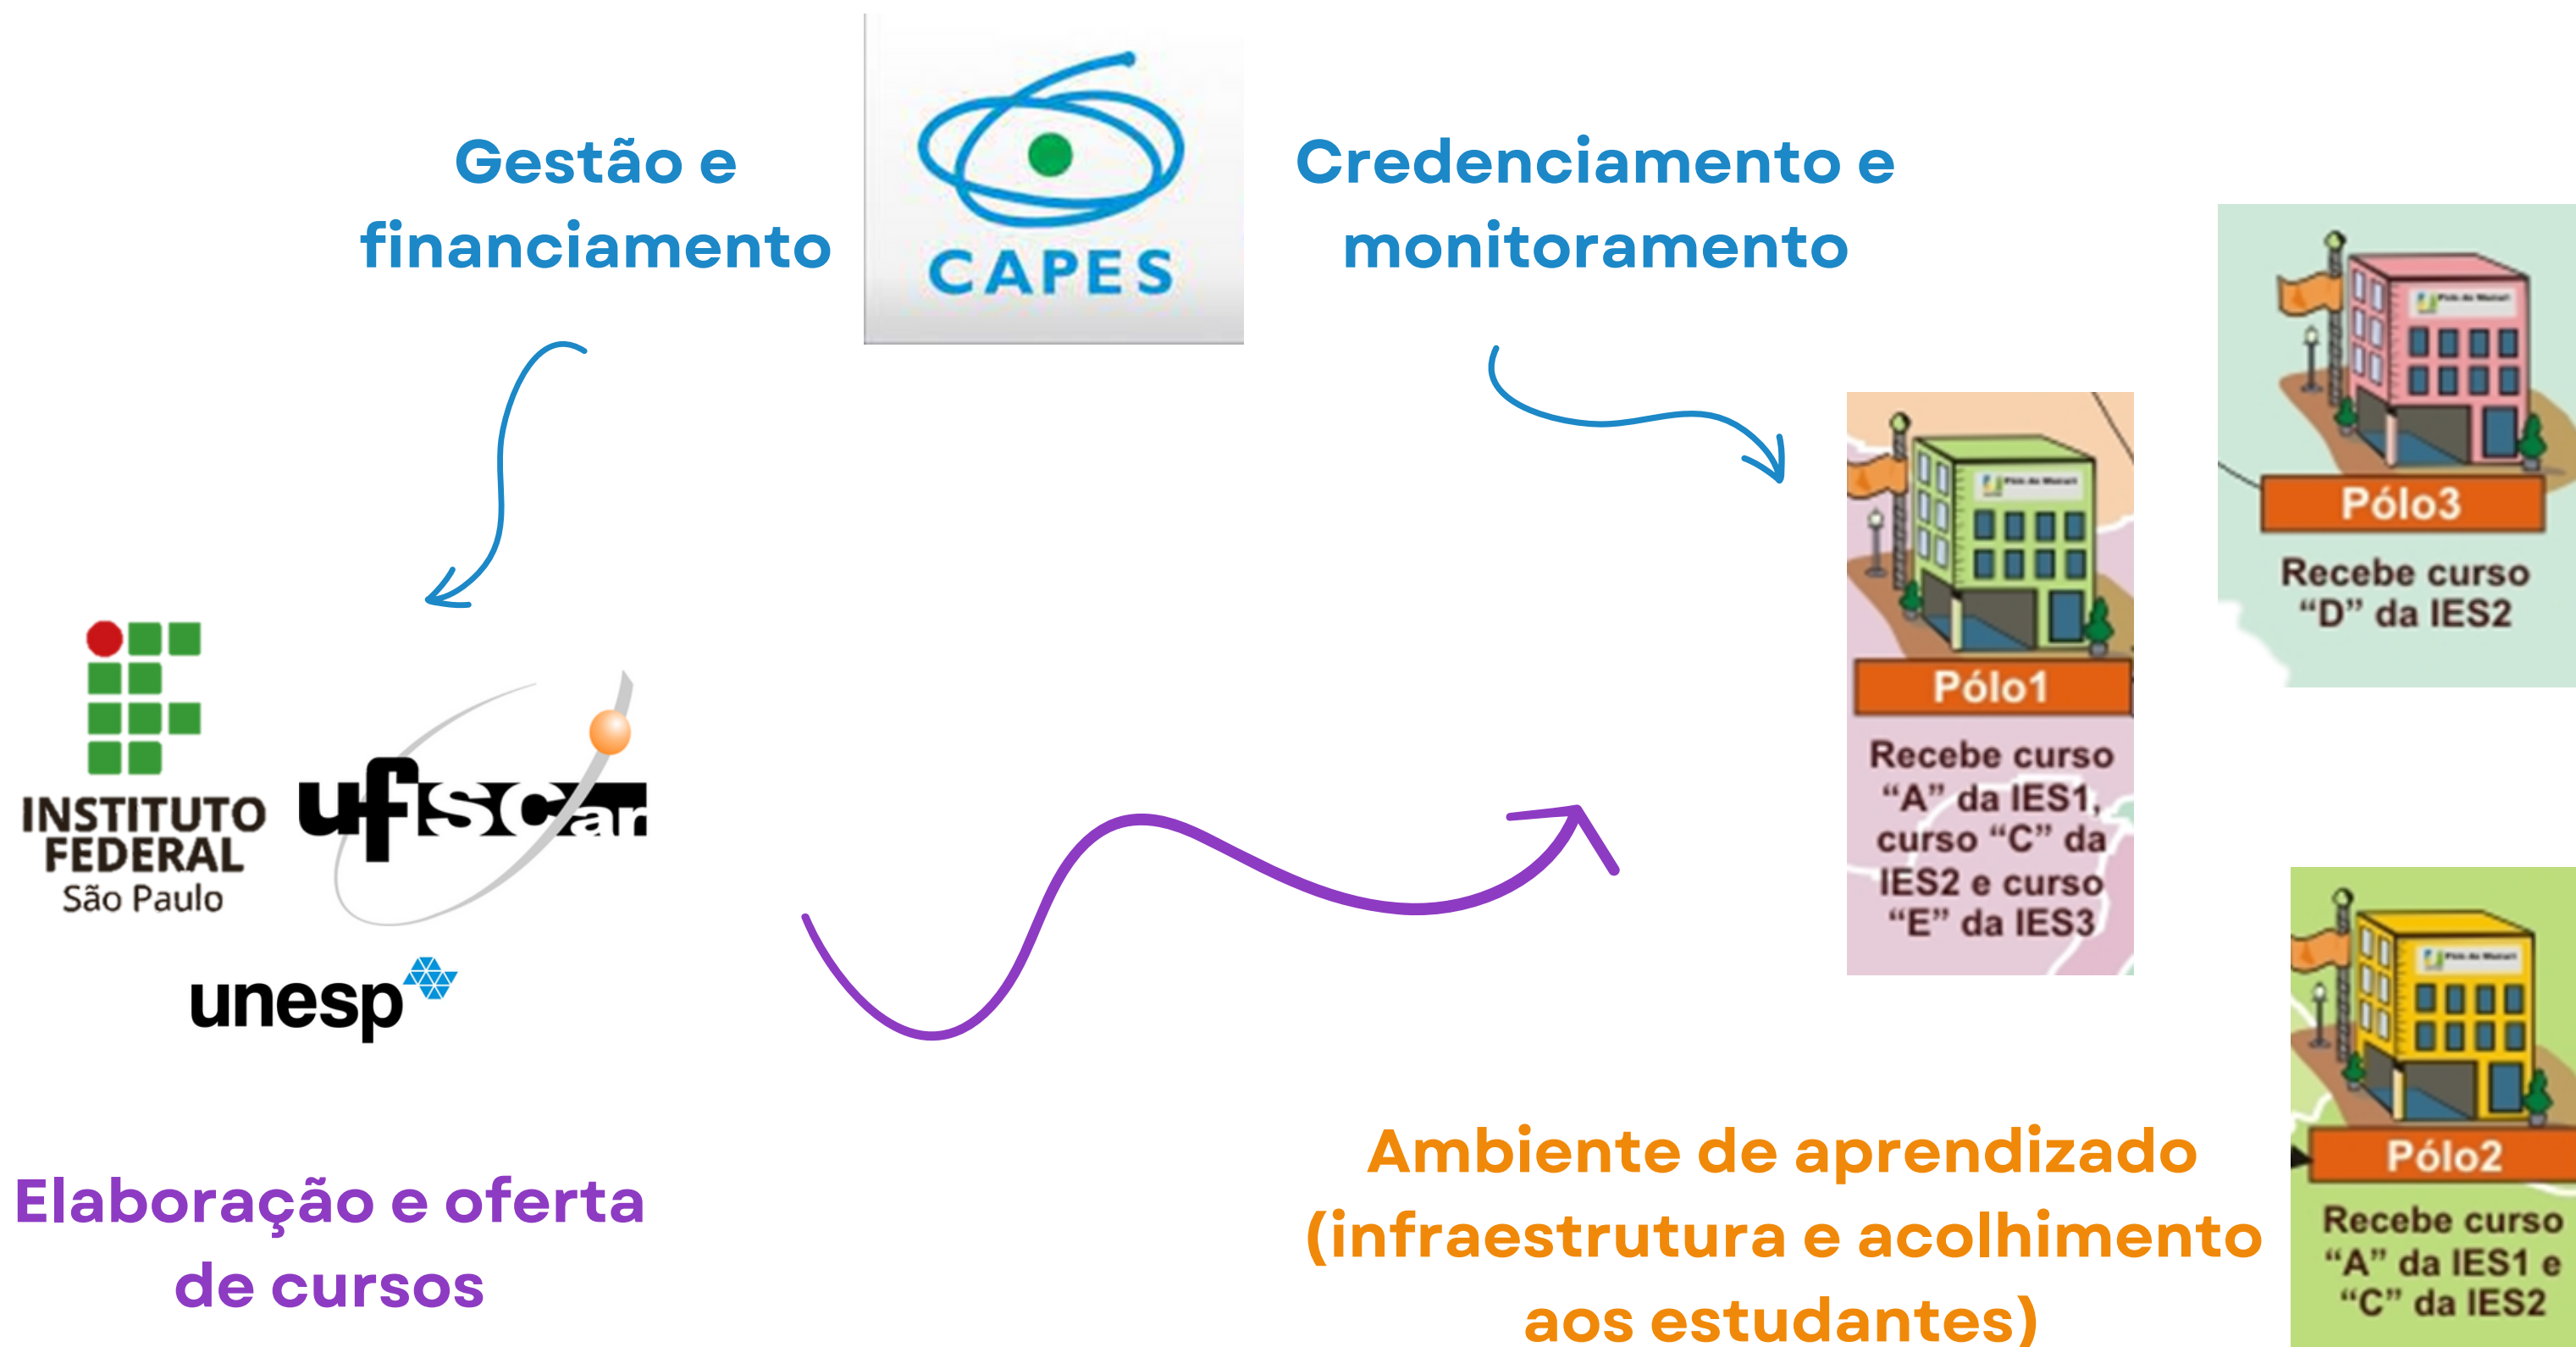 Gestão e
financiamento
CAPES
Credenciamento e
monitoramento
Pólo3
Recebe curso
“D” da IES2
Pólo1
Recebe curso
“A” da IES1,
curso “C” da
IES2 e curso
“E” da IES3
INSTITUTO
FEDERAL
São Paulo
ufscar
unesp
Elaboração e oferta
de cursos
Ambiente de aprendizado
(infraestrutura e acolhimento
aos estudantes)
Pólo2
Recebe curso
“A” da IES1 e
“C” da IES2